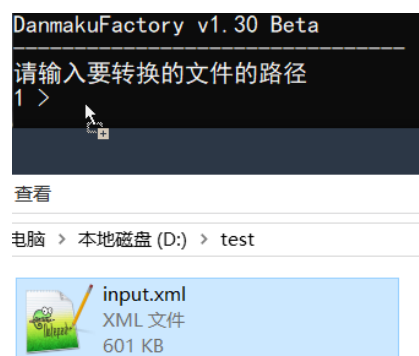 DanmakuFactory v1.30 Beta
---------------------------------
请输入要转换的文件的路径
1 >
查看
电脑 > 本地磁盘 (D:) > test
input.xml
XML 文件
601 KB